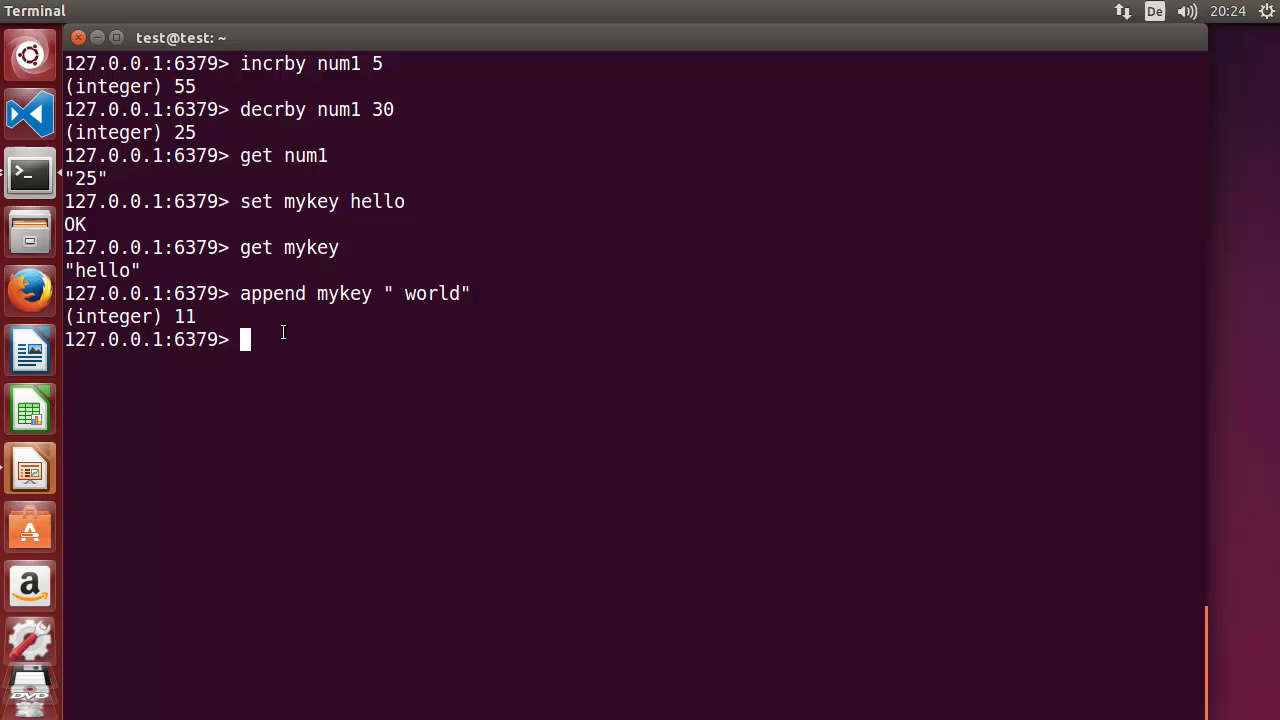 Terminal
De
20:24
test@test: ~
127.0.0.1:6379> incrby num1 5
(integer) 55
127.0.0.1:6379> decrby num1 30
(integer) 25
127.0.0.1:6379> get num1
"25"
127.0.0.1:6379> set mykey hello
OK
127.0.0.1:6379> get mykey
"hello"
127.0.0.1:6379> append mykey " world"
(integer) 11
127.0.0.1:6379>
DVD